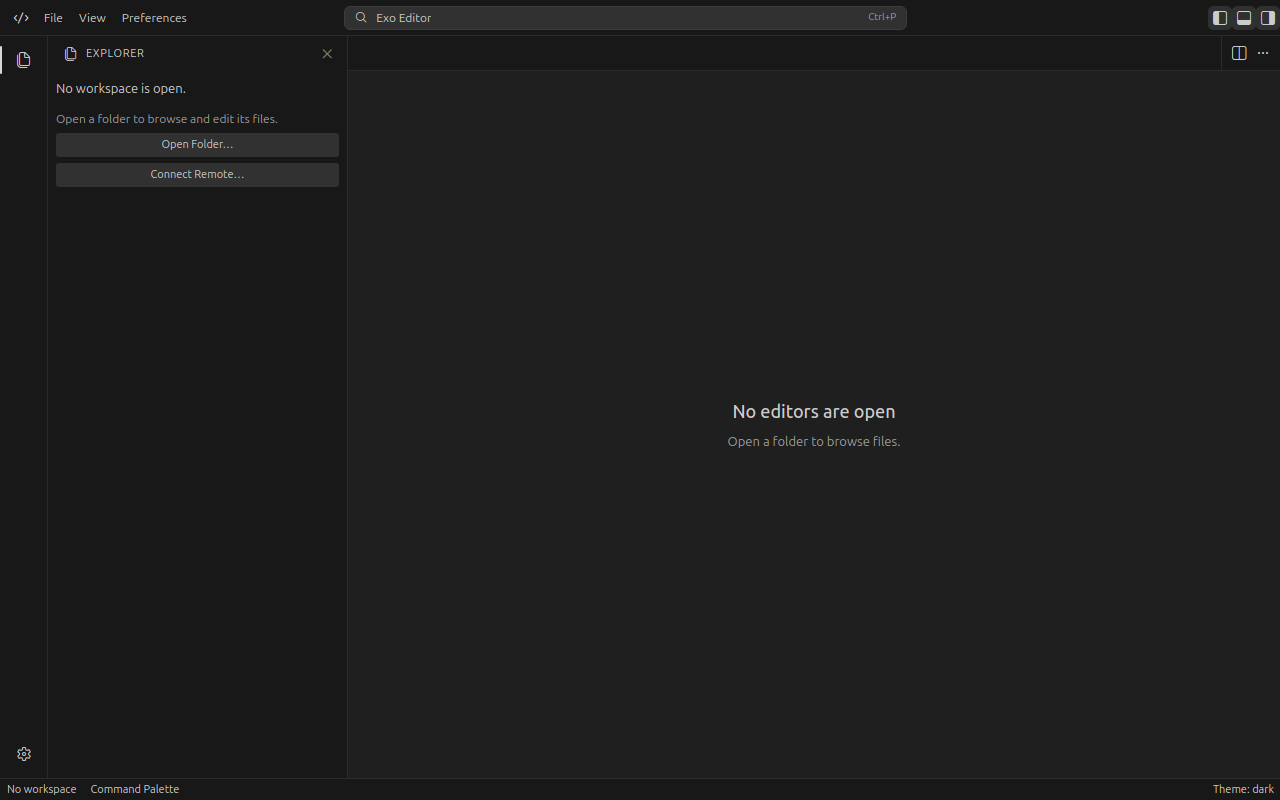 File View Preferences
Exo Editor Ctrl+P
EXPLORER
No workspace is open.
Open a folder to browse and edit its files.
Open Folder...
Connect Remote...
No editors are open
Open a folder to browse files.
No workspace Command Palette Theme: dark